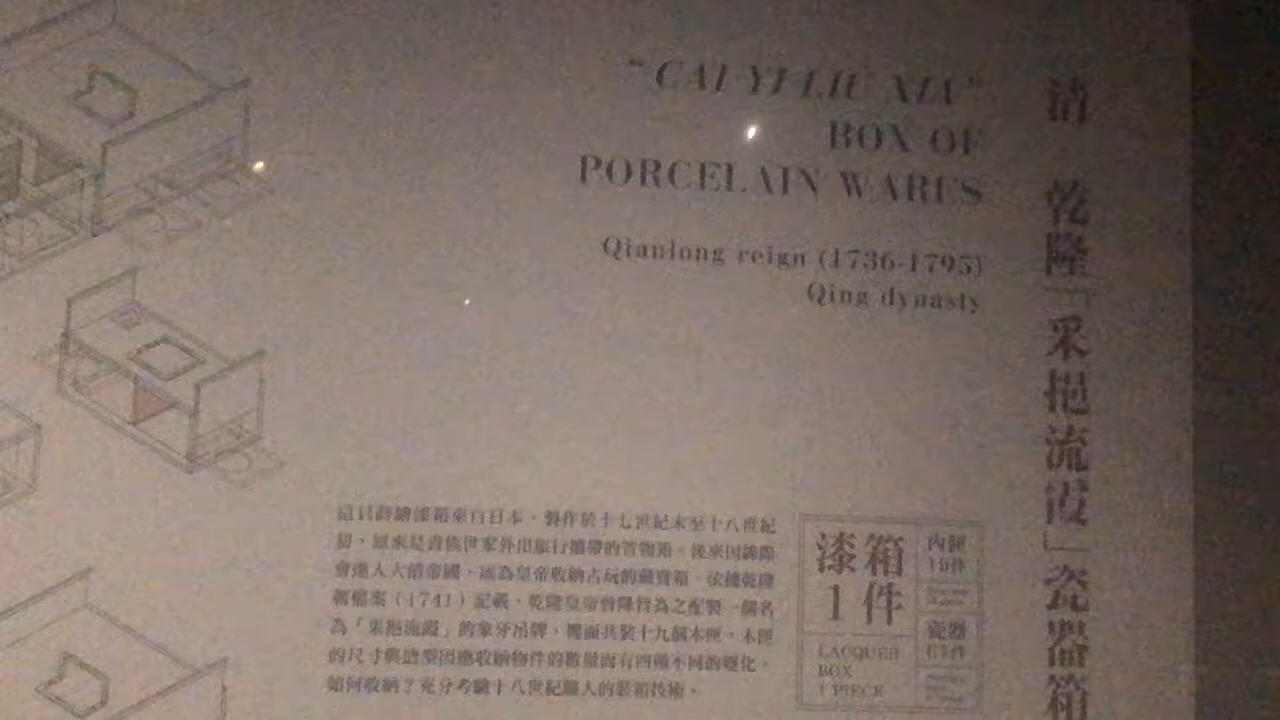 "CAI YI LIU XIA"
BOX OF
PORCELAIN WARES
Qianlong reign (1736-1795)
Qing dynasty
清 乾隆「采挹流霞」瓷器箱
這只蒔繪漆箱來自日本,製作於十七世紀末至十八世紀
初,原來是貴族世家外出旅行攜帶的置物箱。後來因緣際
會進入大清帝國,成為皇帝收納古玩的藏寶箱。依據乾隆
朝檔案(1741)記載,乾隆皇帝曾降旨為之配製一個名
為「采挹流霞」的象牙吊牌,裡面共裝十九個木匣。木匣
的尺寸與造型因應收納物件的數量而有四種不同的變化。
如何收納?充分考驗十八世紀匠人的裝箱技術。
漆箱
1件
LACQUER
BOX
1 PIECE
內匣
19件
瓷器
67件